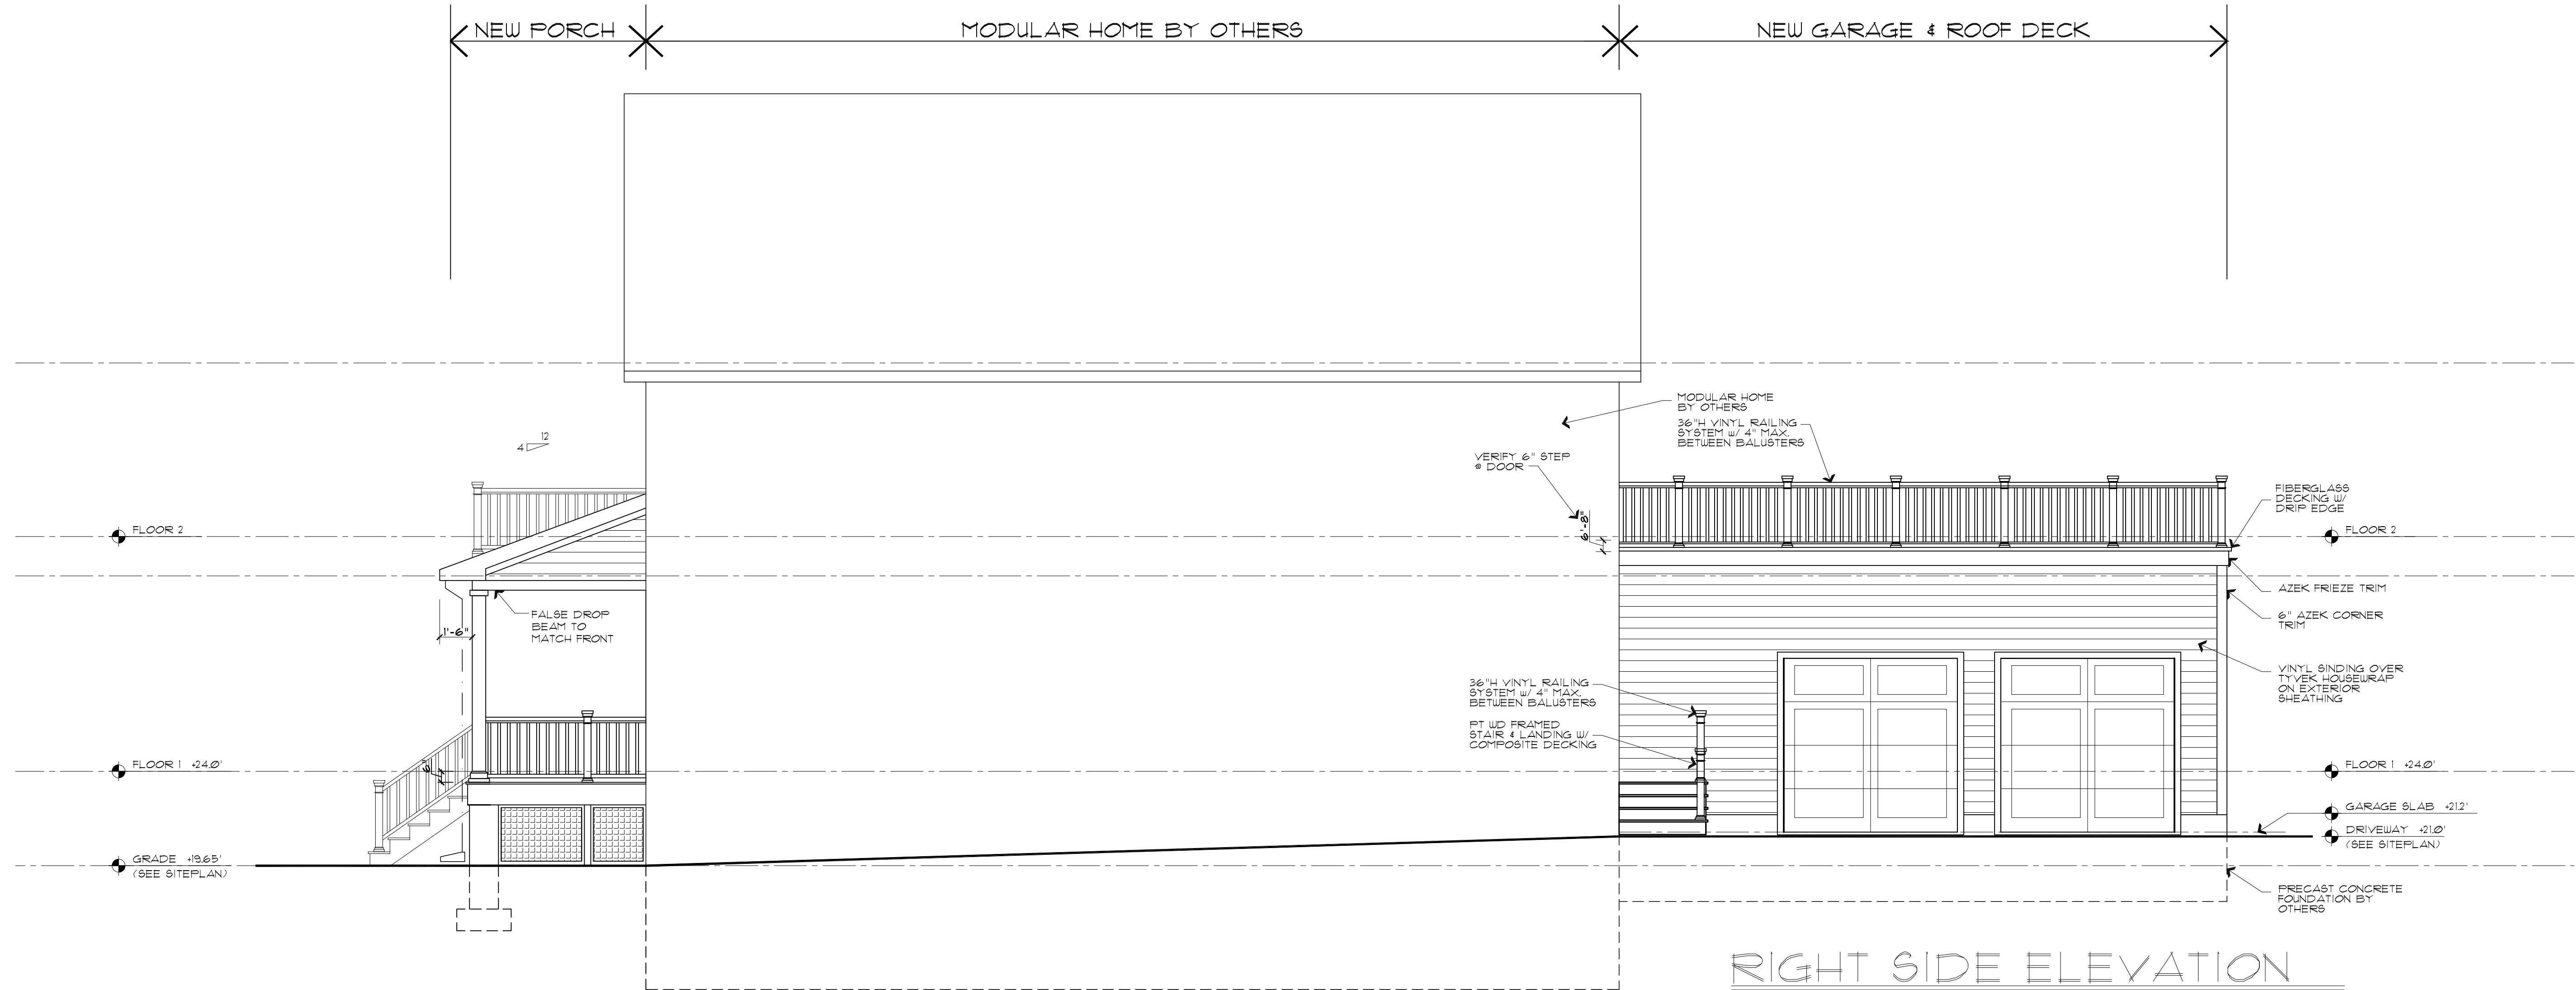 NEW PORCH
MODULAR HOME BY OTHERS
NEW GARAGE & ROOF DECK
MODULAR HOME
BY OTHERS
36"H VINYL RAILING
SYSTEM w/ 4" MAX.
BETWEEN BALUSTERS
12
4
VERIFY 6" STEP
@ DOOR
FIBERGLASS
DECKING W/
DRIP EDGE
FLOOR 2
6'-8"
FLOOR 2
AZEK FRIEZE TRIM
FALSE DROP
BEAM TO
MATCH FRONT
6" AZEK CORNER
TRIM
1'-6"
VINYL SINDING OVER
TYVEK HOUSEWRAP
ON EXTERIOR
SHEATHING
36"H VINYL RAILING
SYSTEM w/ 4" MAX.
BETWEEN BALUSTERS
PT WD FRAMED
STAIR & LANDING W/
COMPOSITE DECKING
FLOOR 1 +24.0'
6"
FLOOR 1 +24.0'
GARAGE SLAB +21.2'
DRIVEWAY +21.0'
(SEE SITEPLAN)
GRADE +19.65'
(SEE SITEPLAN)
PRECAST CONCRETE
FOUNDATION BY
OTHERS
RIGHT SIDE ELEVATION